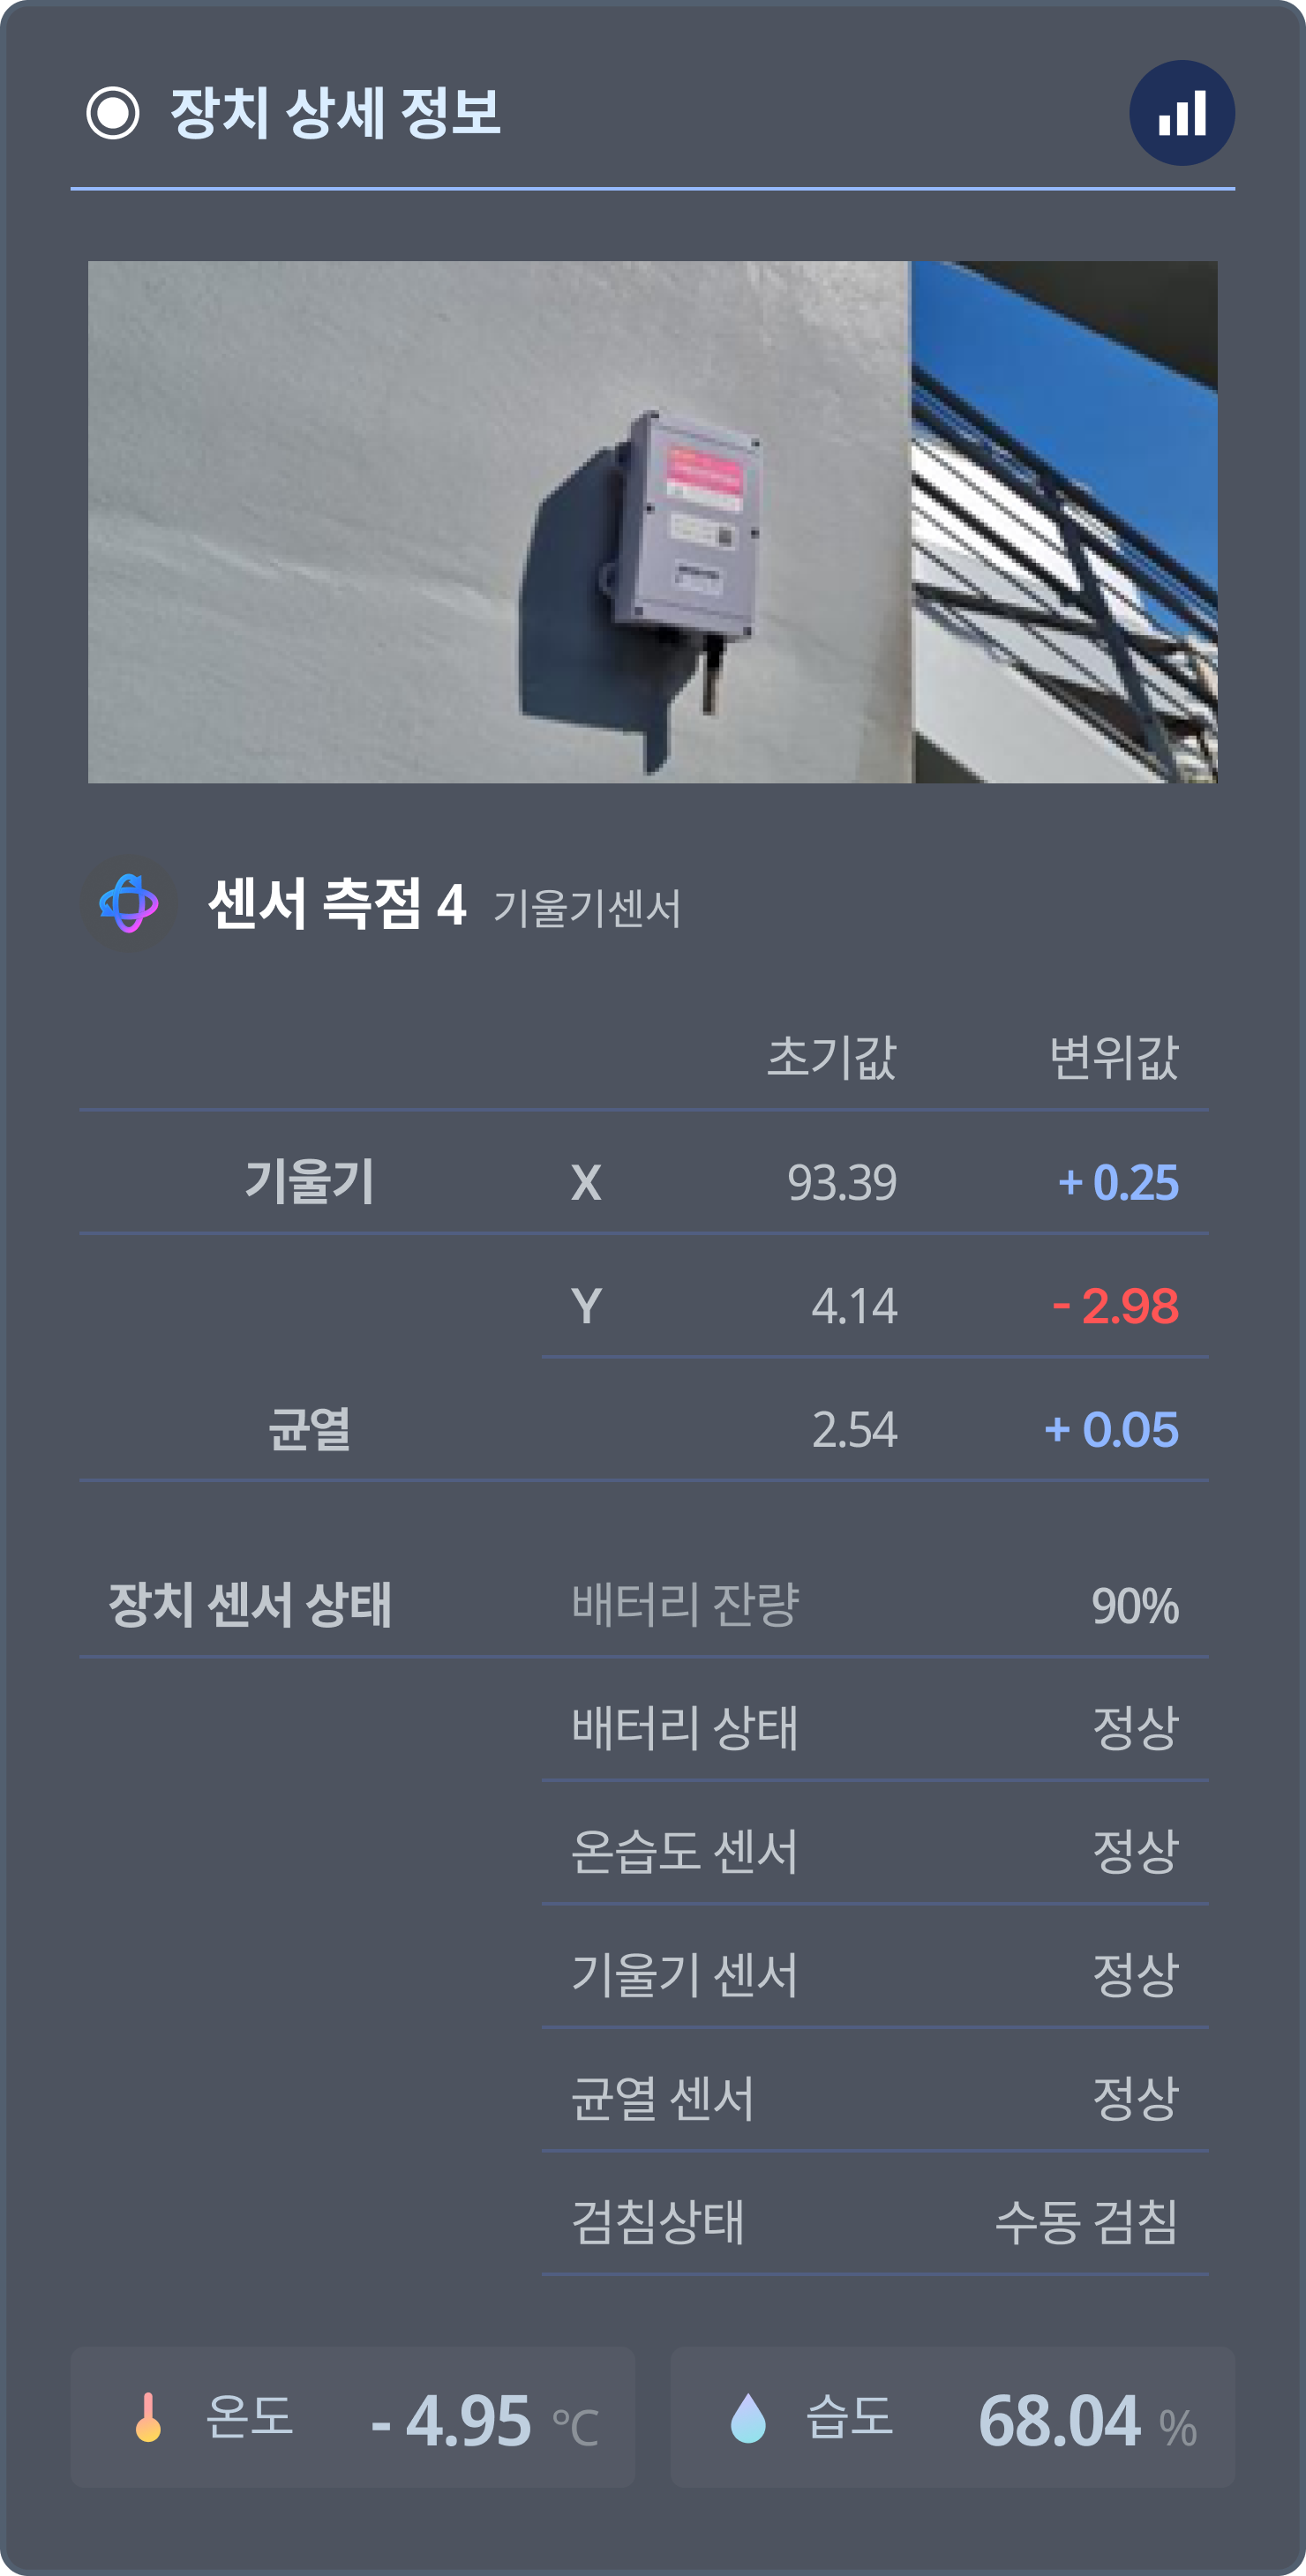 장치 상세 정보
센서 측점 4 기울기센서
초기값 변위값
기울기 X 93.39 + 0.25
Y 4.14 - 2.98
균열 2.54 + 0.05
장치 센서 상태 배터리 잔량 90%
배터리 상태 정상
온습도 센서 정상
기울기 센서 정상
균열 센서 정상
검침상태 수동 검침
온도 - 4.95 °C 습도 68.04 %